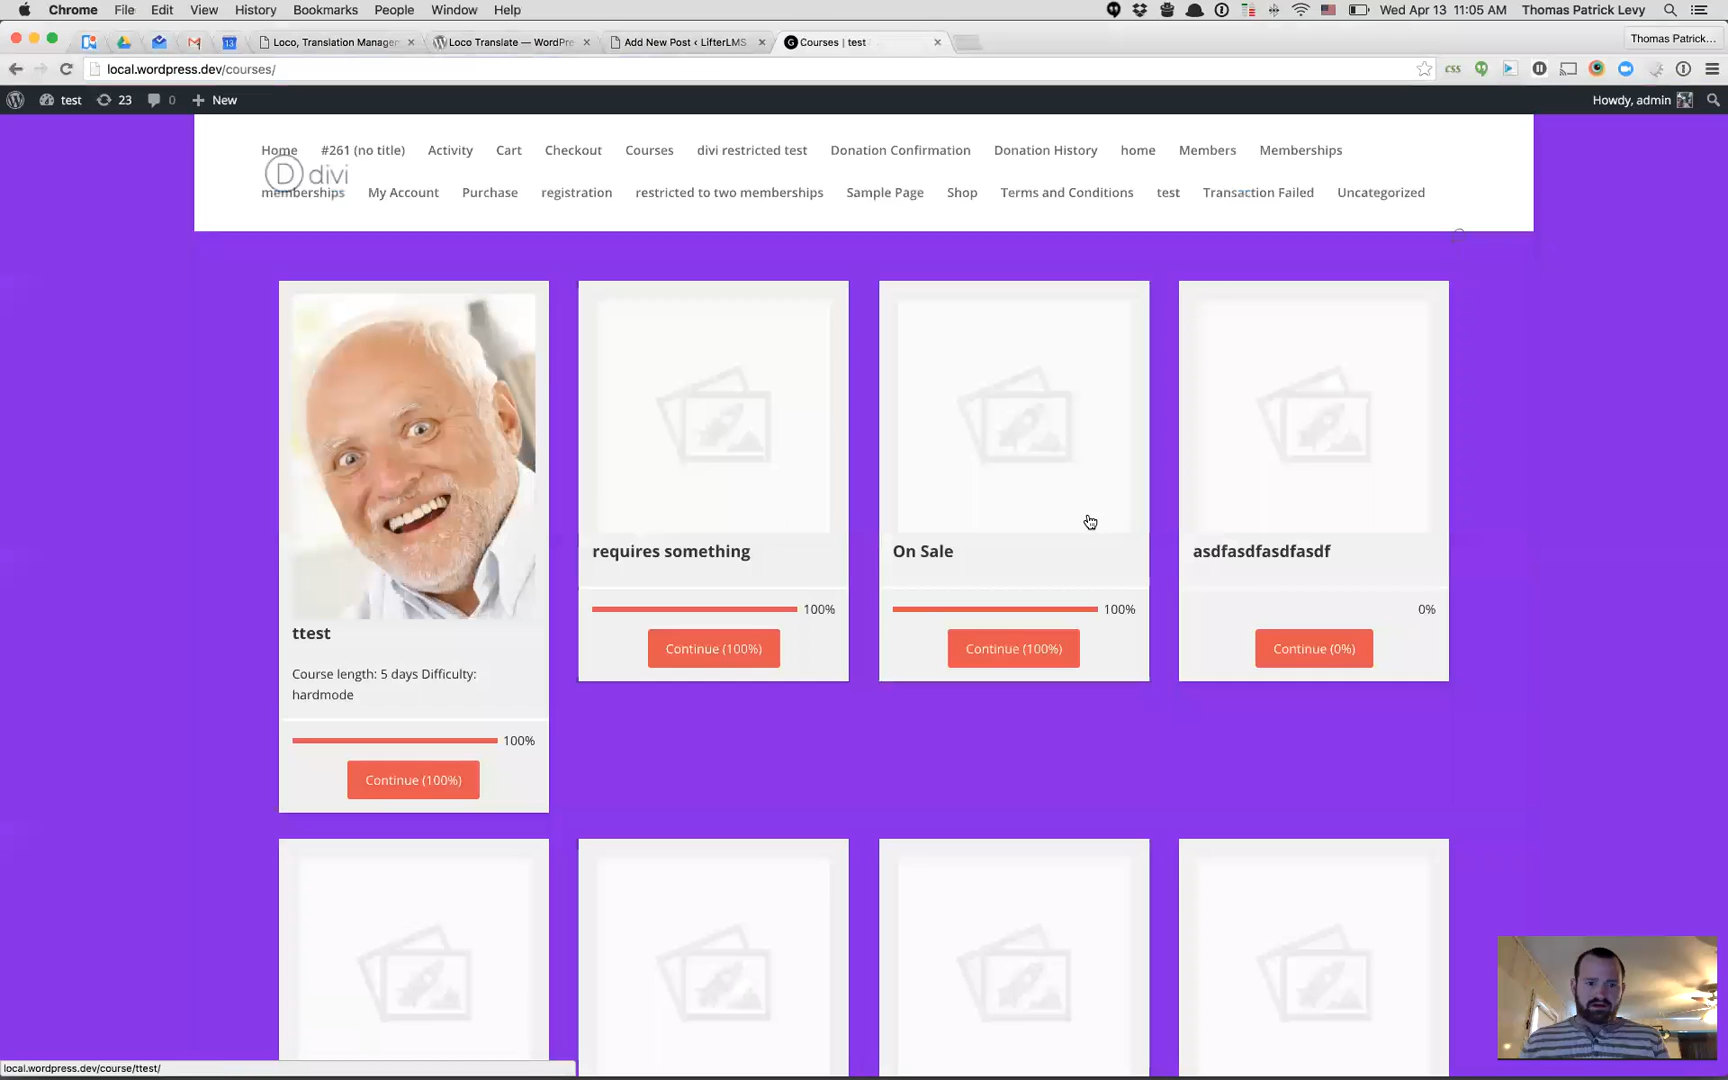 Chrome File Edit View History Bookmarks People Window Help Wed Apr 13 11:05 AM Thomas Patrick Levy
13 Loco, Translation Manage Loco Translate — WordPre Add New Post ‹ LifterLMS Courses | test Thomas Patrick...
local.wordpress.dev/courses/ css
test 23 0 + New Howdy, admin
Home #261 (no title) Activity Cart Checkout Courses divi restricted test Donation Confirmation Donation History home Members Memberships
D divi
memberships My Account Purchase registration restricted to two memberships Sample Page Shop Terms and Conditions test Transaction Failed Uncategorized
requires something On Sale asdfasdfasdfasdf
100% 100% 0%
Continue (100%) Continue (100%) Continue (0%)
ttest
Course length: 5 days Difficulty:
hardmode
100%
Continue (100%)
local.wordpress.dev/course/ttest/